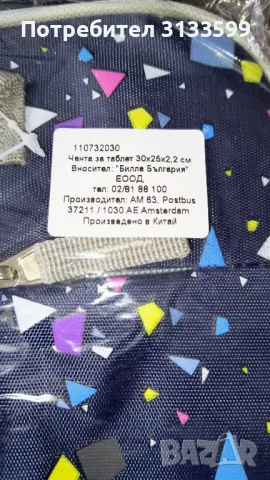 Потребител 3133599
110732030
Чанта за таблет 30х25х2,2 см
Вносител: "Билла България"
ЕООД,
тел: 02/81 88 100
Производител: AM 63, Postbus
37211 / 1030 AE Amsterdam
Произведено в Китай
bazar